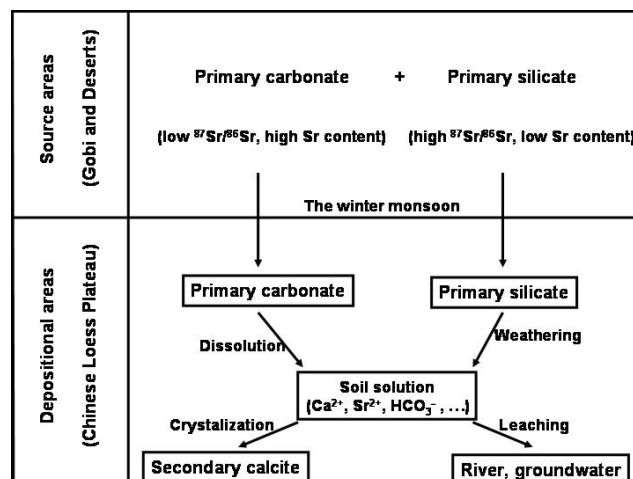 Source areas
(Gobi and Deserts)
Primary carbonate + Primary silicate
(low ⁸⁷Sr/⁸⁶Sr, high Sr content) (high ⁸⁷Sr/⁸⁶Sr, low Sr content)
The winter monsoon
Depositional areas
(Chinese Loess Plateau)
Primary carbonate Primary silicate
Dissolution Weathering
Soil solution
(Ca²⁺, Sr²⁺, HCO₃⁻, …)
Crystalization Leaching
Secondary calcite River, groundwater